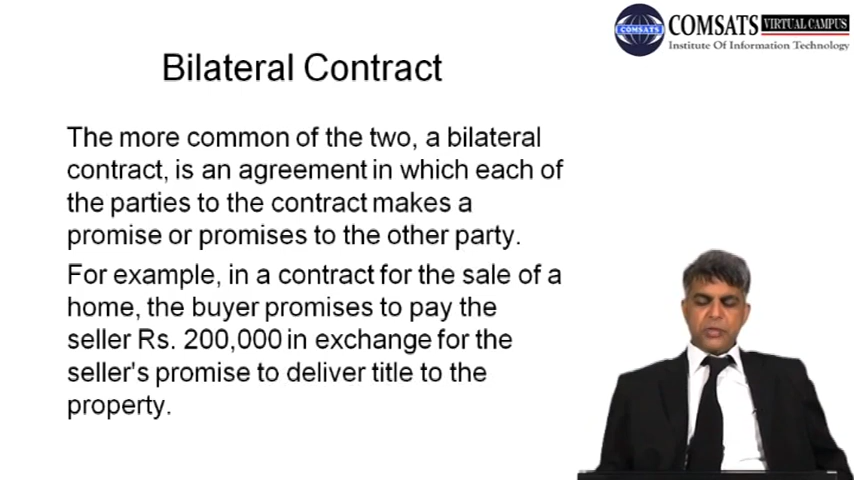 COMSATS VIRTUAL CAMPUS
COMSATS
Institute Of Information Technology
Bilateral Contract
The more common of the two, a bilateral
contract, is an agreement in which each of
the parties to the contract makes a
promise or promises to the other party.
For example, in a contract for the sale of a
home, the buyer promises to pay the
seller Rs. 200,000 in exchange for the
seller's promise to deliver title to the
property.